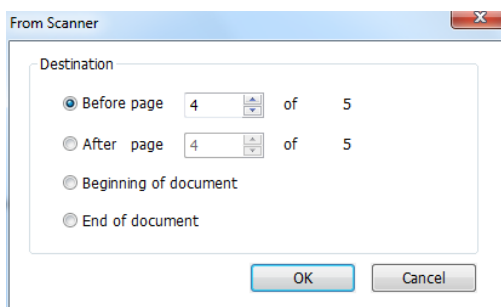 From Scanner
Destination
Before page 4 of 5
After page 4 of 5
Beginning of document
End of document
OK Cancel